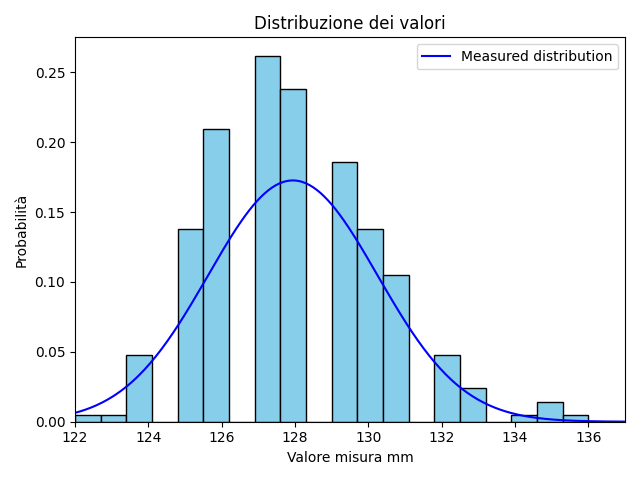 Distribuzione dei valori
Measured distribution
Probabilità
0.25
0.20
0.15
0.10
0.05
0.00
122 124 126 128 130 132 134 136
Valore misura mm